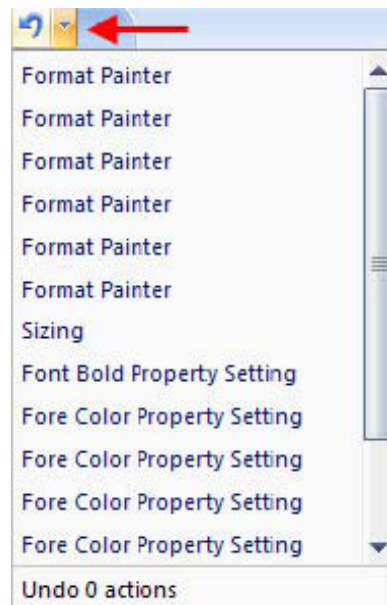 Format Painter
Format Painter
Format Painter
Format Painter
Format Painter
Format Painter
Sizing
Font Bold Property Setting
Fore Color Property Setting
Fore Color Property Setting
Fore Color Property Setting
Fore Color Property Setting
Undo 0 actions